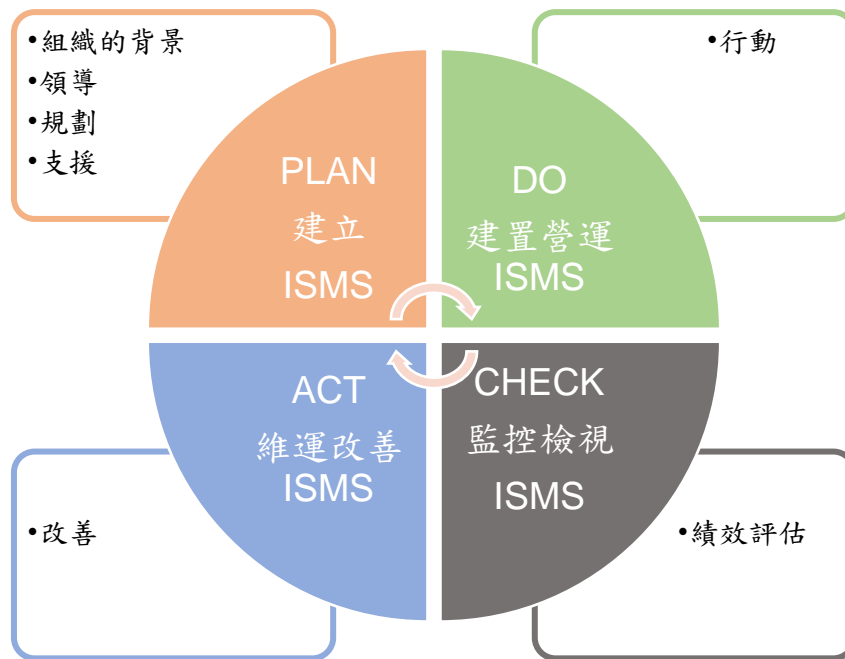 •組織的背景
•領導
•規劃
•支援
•行動
PLAN
建立
ISMS
DO
建置營運
ISMS
ACT
維運改善
ISMS
CHECK
監控檢視
ISMS
•改善
•績效評估